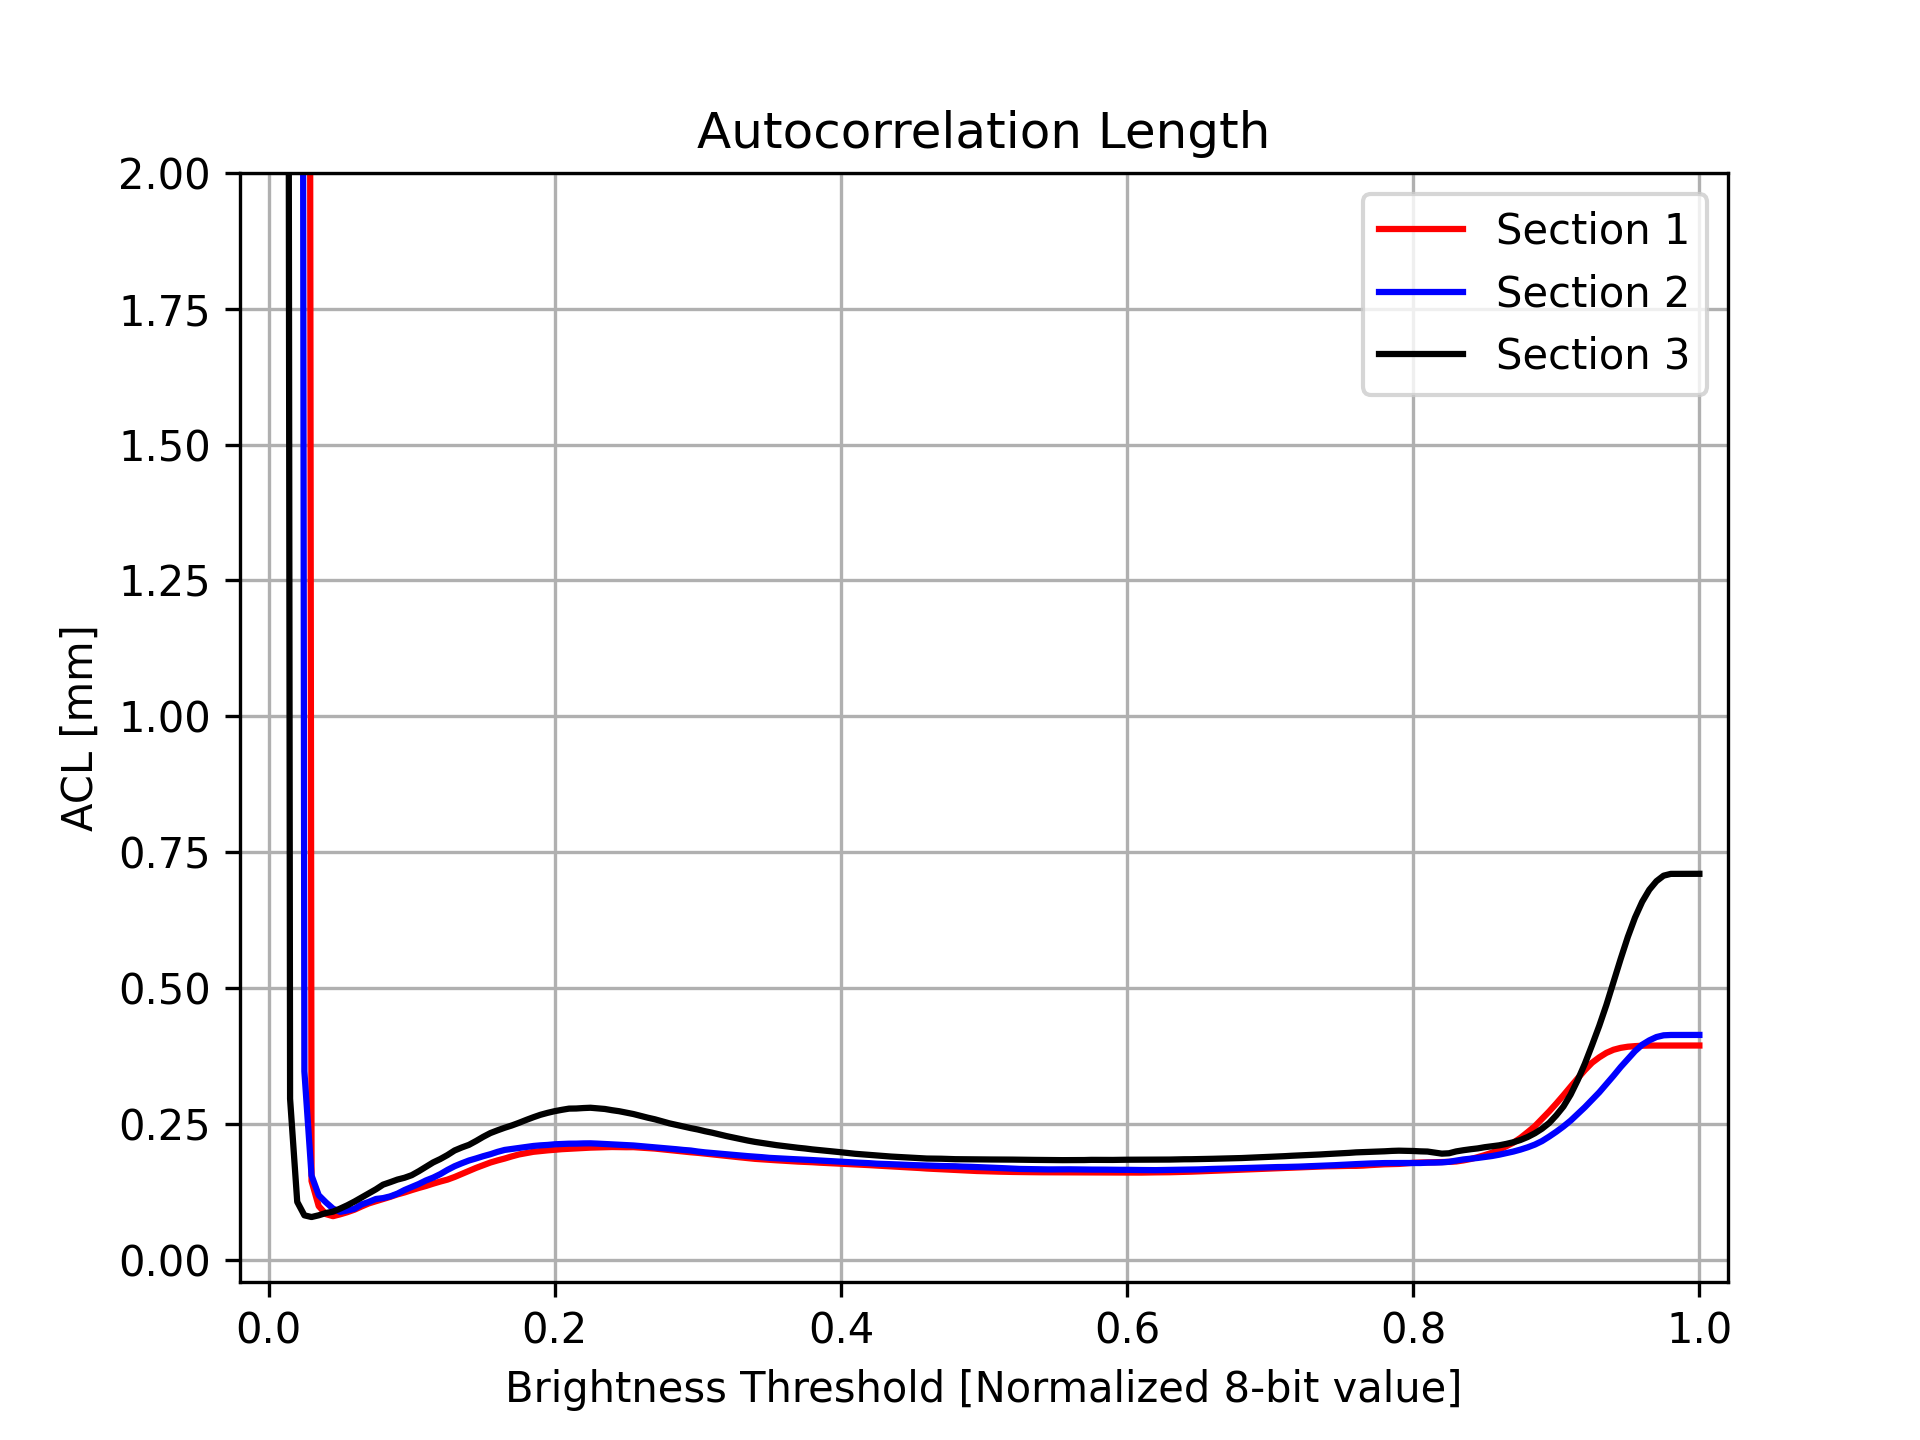 Autocorrelation Length
2.00
1.75
1.50
1.25
1.00
0.75
0.50
0.25
0.00
ACL [mm]
Section 1
Section 2
Section 3
0.0 0.2 0.4 0.6 0.8 1.0
Brightness Threshold [Normalized 8-bit value]